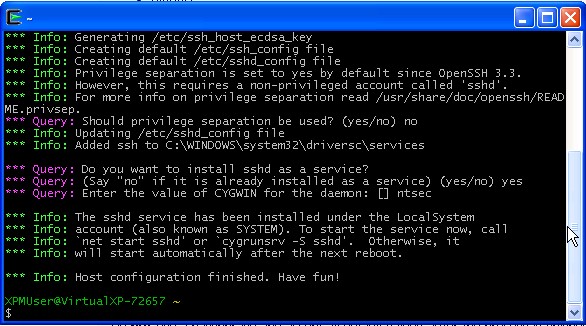 ~
*** Info: Generating /etc/ssh_host_ecdsa_key
*** Info: Creating default /etc/ssh_config file
*** Info: Creating default /etc/sshd_config file
*** Info: Privilege separation is set to yes by default since OpenSSH 3.3.
*** Info: However, this requires a non-privileged account called 'sshd'.
*** Info: For more info on privilege separation read /usr/share/doc/openssh/READ
ME.privsep.
*** Query: Should privilege separation be used? (yes/no) no
*** Info: Updating /etc/sshd_config file
*** Info: Added ssh to C:\WINDOWS\system32\driversc\services
*** Query: Do you want to install sshd as a service?
*** Query: (Say "no" if it is already installed as a service) (yes/no) yes
*** Query: Enter the value of CYGWIN for the daemon: [] ntsec
*** Info: The sshd service has been installed under the LocalSystem
*** Info: account (also known as SYSTEM). To start the service now, call
*** Info: `net start sshd' or `cygrunsrv -S sshd'.  Otherwise, it
*** Info: will start automatically after the next reboot.
*** Info: Host configuration finished. Have fun!
XPMUser@VirtualXP-72657 ~
$